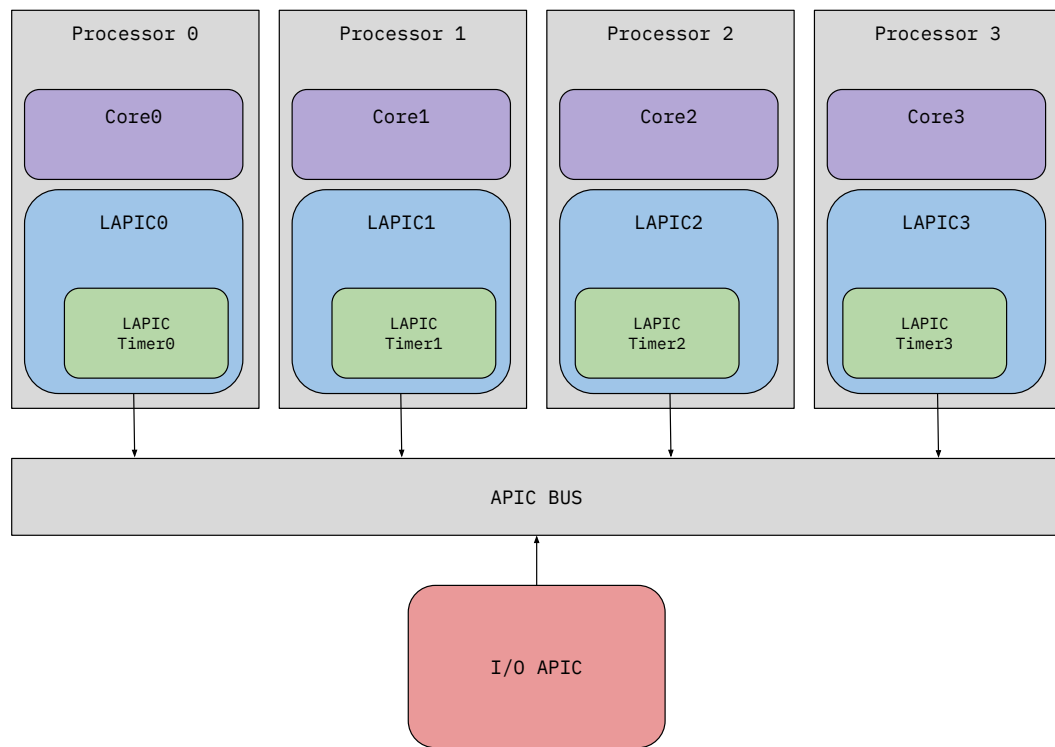 Processor 0
Processor 1
Processor 2
Processor 3
Core0
Core1
Core2
Core3
LAPIC0
LAPIC1
LAPIC2
LAPIC3
LAPIC
Timer0
LAPIC
Timer1
LAPIC
Timer2
LAPIC
Timer3
APIC BUS
I/O APIC